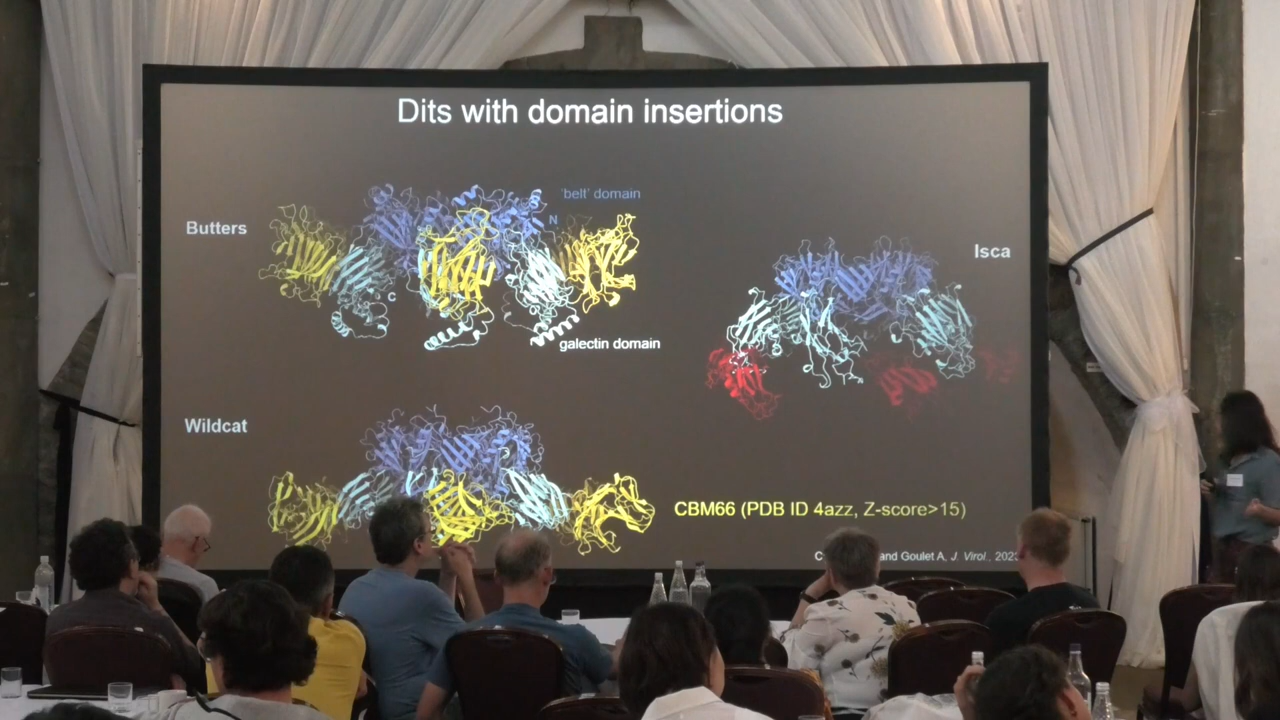 Dits with domain insertions
'belt' domain
N
Butters
C
galectin domain
Isca
Wildcat
CBM66 (PDB ID 4azz, Z-score>15)
and Goulet A, J. Virol., 202